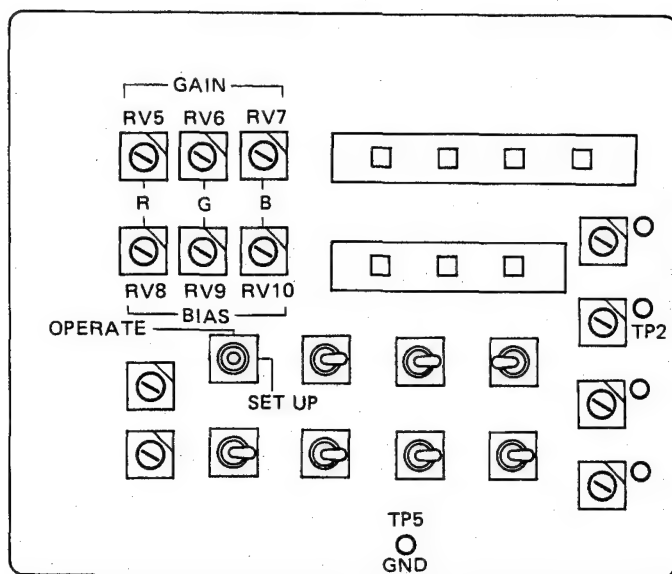 GAIN
RV5 RV6 RV7
R G B
RV8 RV9 RV10
BIAS
OPERATE
TP2
SET UP
TP5
GND